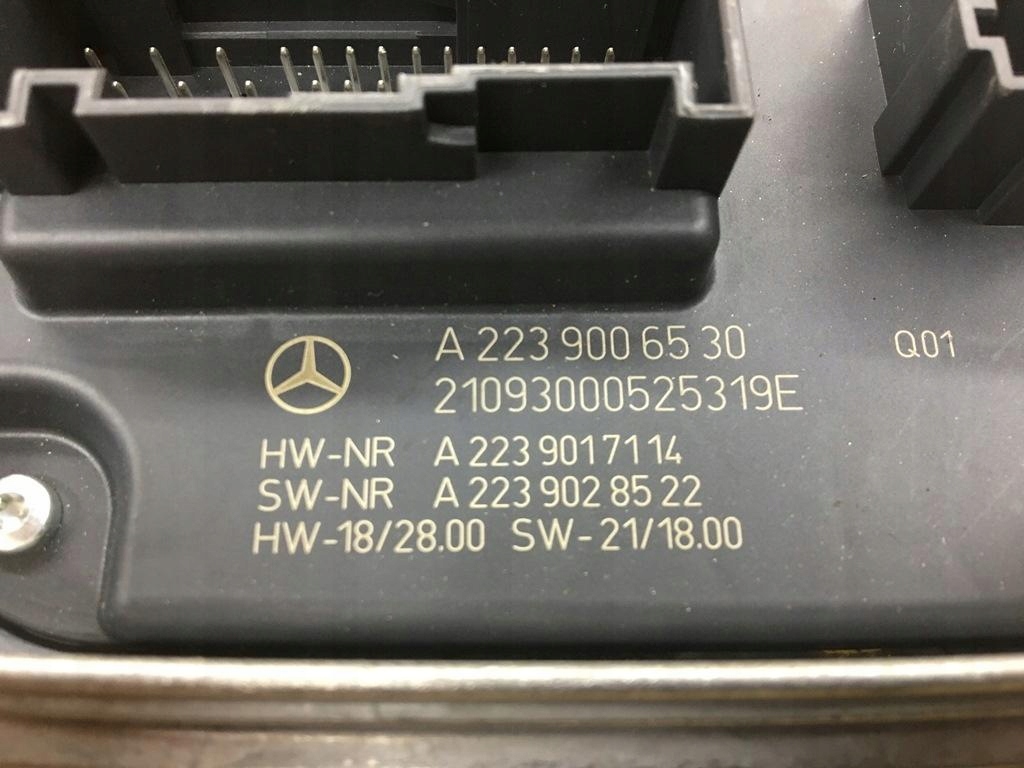 A 223 900 65 30
Q01
21093000525319E
HW-NR A 223 901 71 14
SW-NR A 223 902 85 22
HW-18/28.00 SW-21/18.00